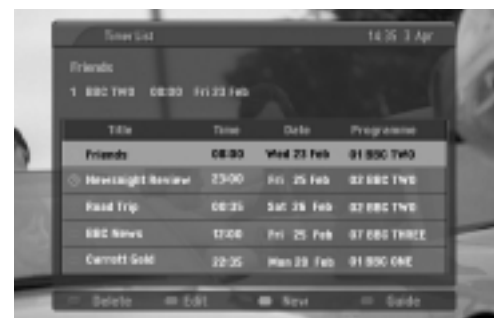 Timer List 14:35 3 Apr
Friends
1 BBC TWO 08:00 Fri 23 Feb
Title Time Date Programme
Friends 08:00 Wed 23 Feb 01 BBC TWO
Newsnight Review 23:00 Fri 25 Feb 02 BBC TWO
Road Trip 00:35 Sat 26 Feb 02 BBC TWO
BBC News 12:00 Fri 25 Feb 07 BBC THREE
Carrott Gold 22:35 Mon 28 Feb 01 BBC ONE
Delete Edit New Guide